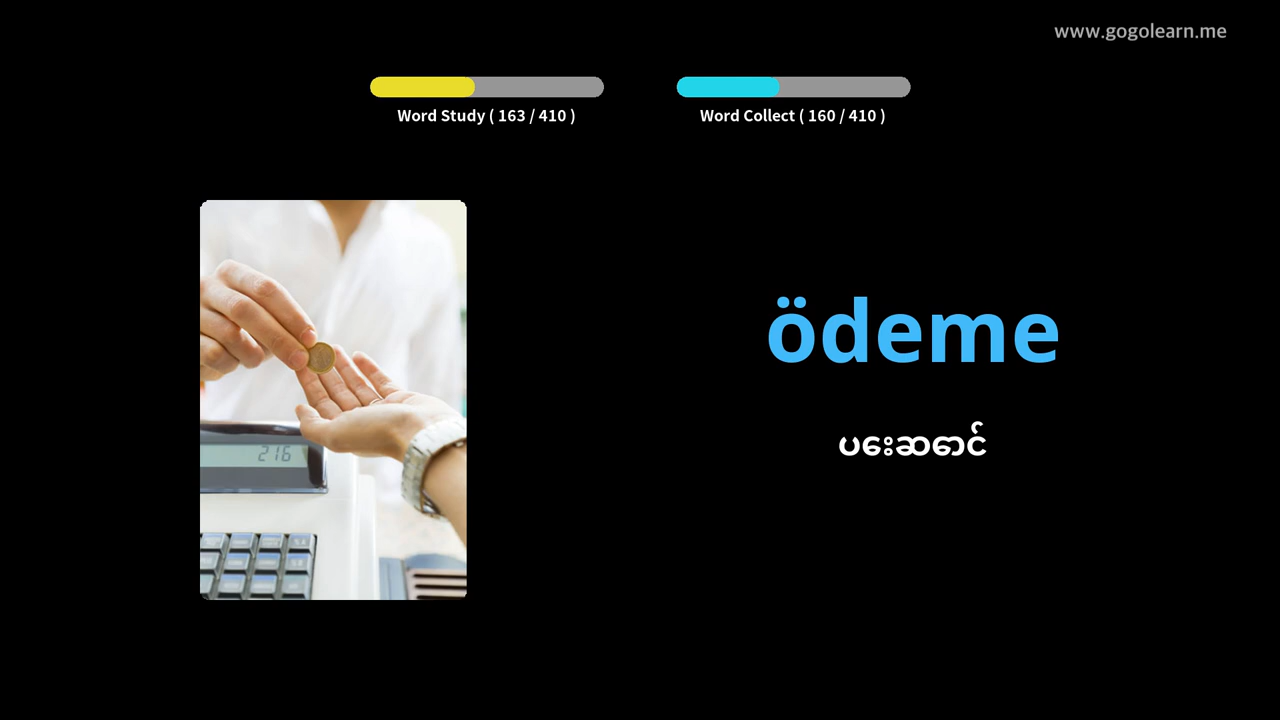 www.gogolearn.me
Word Study ( 163 / 410 )
Word Collect ( 160 / 410 )
ödeme
ပေးဆောင်
216